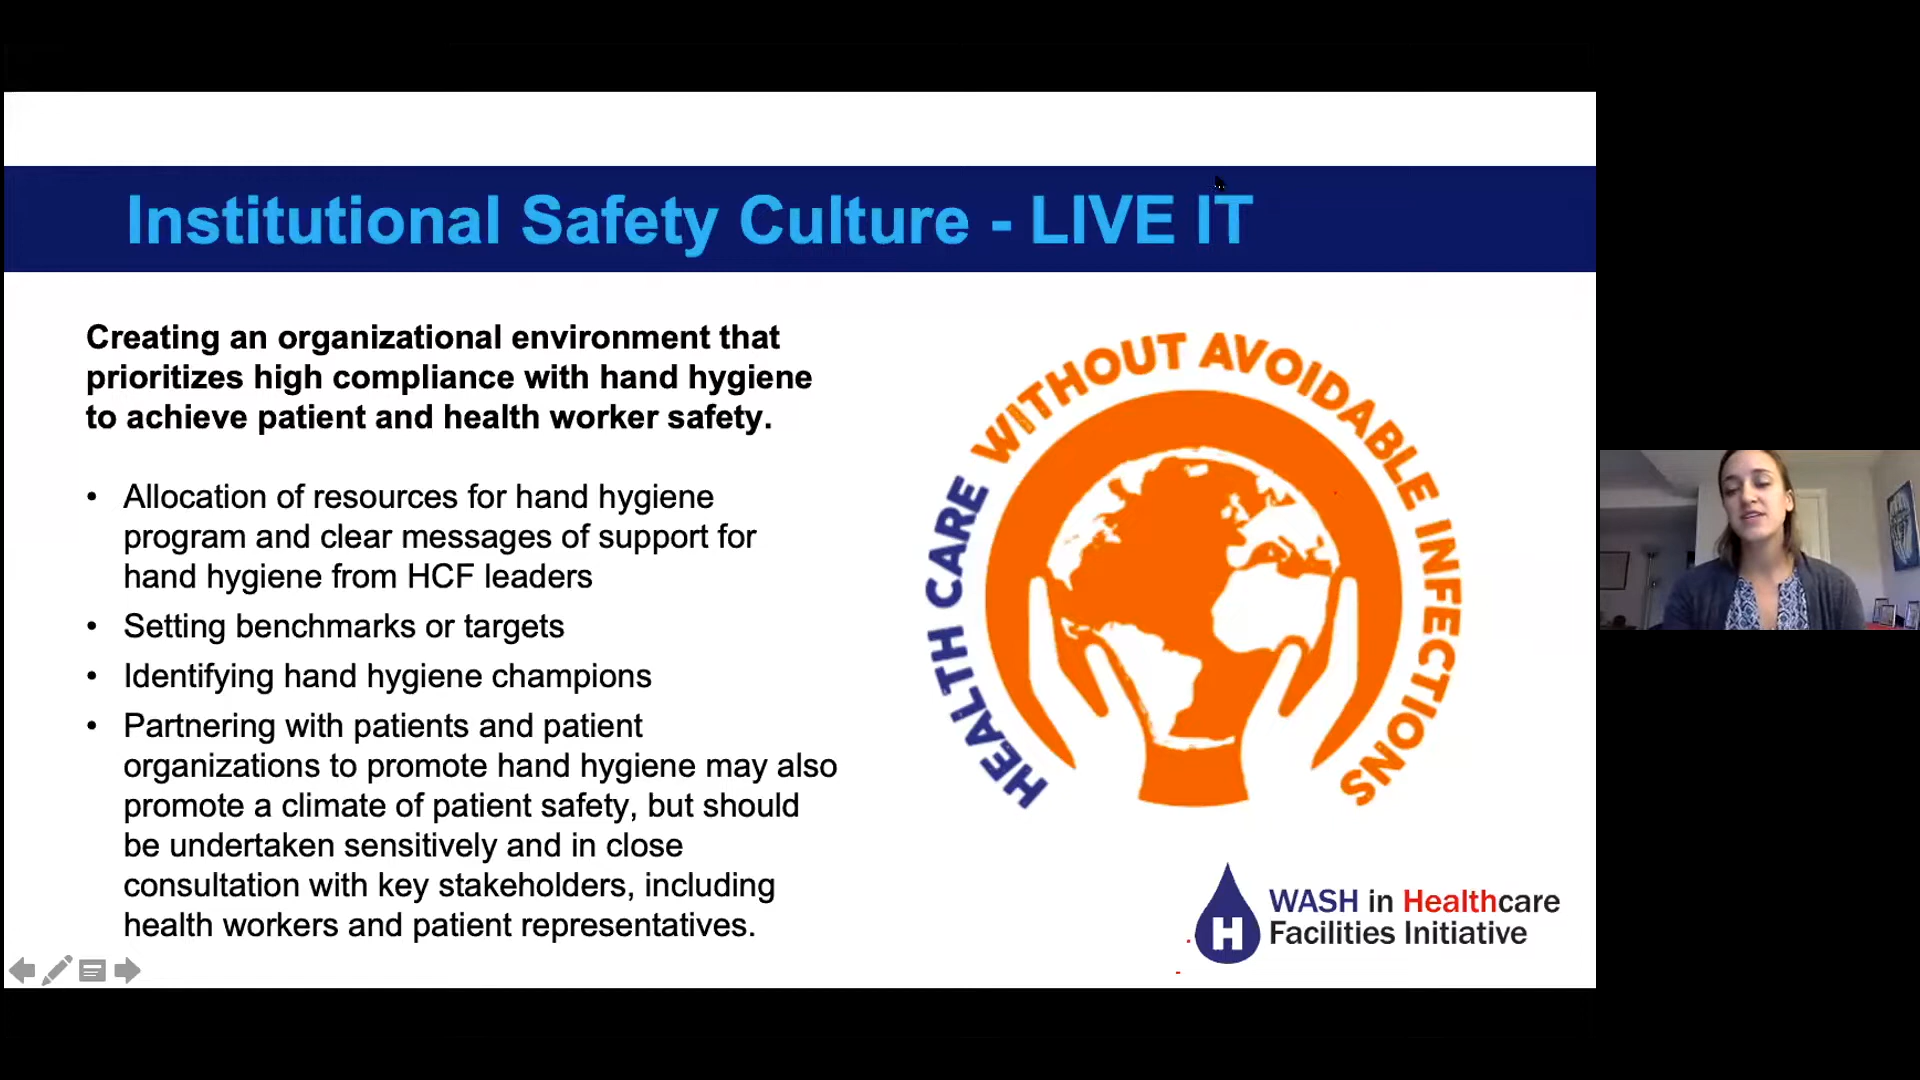 Institutional Safety Culture - LIVE IT
Creating an organizational environment that
prioritizes high compliance with hand hygiene
to achieve patient and health worker safety.
• Allocation of resources for hand hygiene
program and clear messages of support for
hand hygiene from HCF leaders
• Setting benchmarks or targets
• Identifying hand hygiene champions
• Partnering with patients and patient
organizations to promote hand hygiene may also
promote a climate of patient safety, but should
be undertaken sensitively and in close
consultation with key stakeholders, including
health workers and patient representatives.
HEALTH CARE WITHOUT AVOIDABLE INFECTIONS
H
WASH in Healthcare
Facilities Initiative